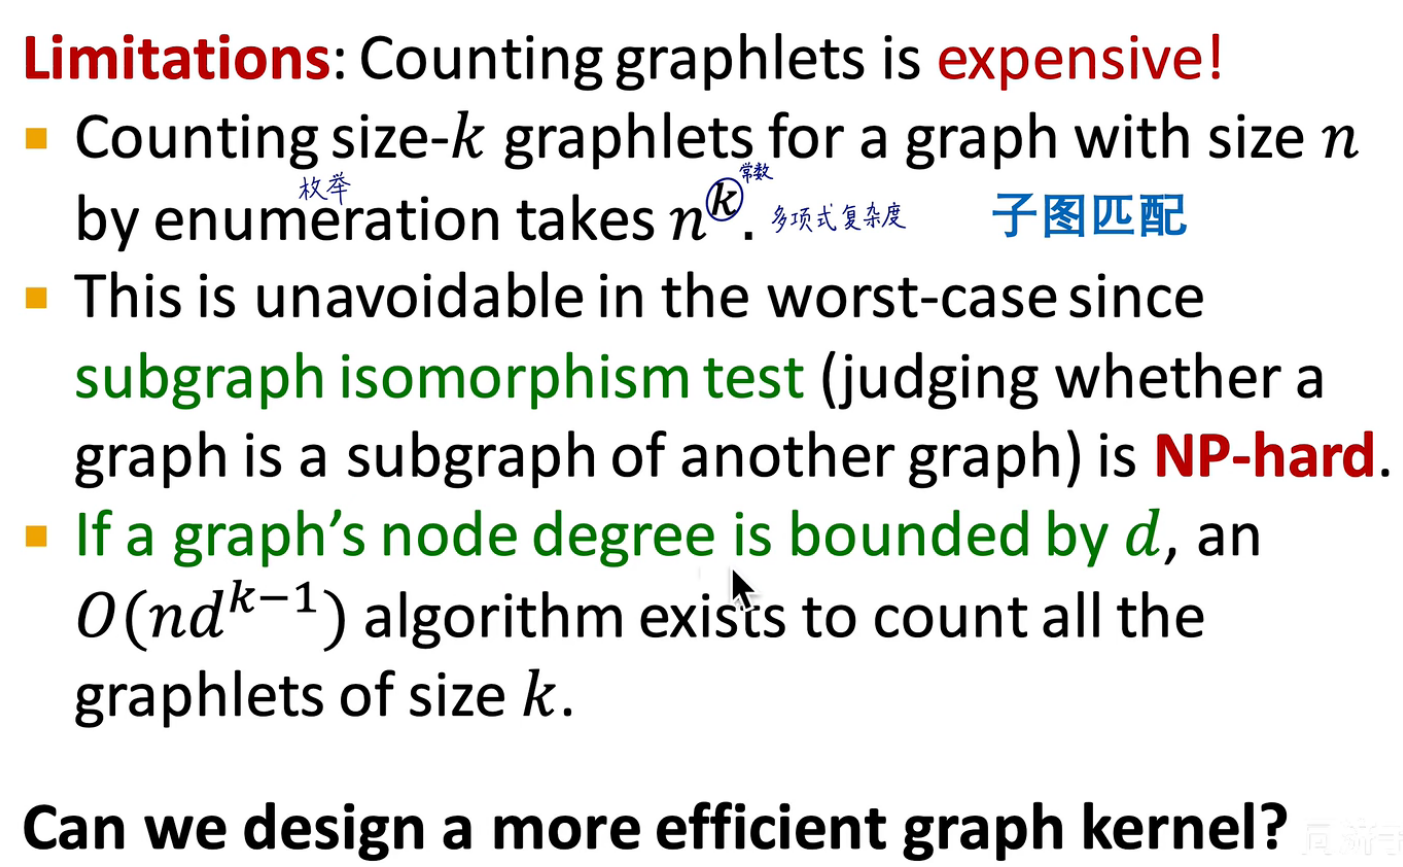 Limitations: Counting graphlets is expensive!
■ Counting size-k graphlets for a graph with size n
枚举
常数
by enumeration takes n^k. 多项式复杂度 子图匹配
■ This is unavoidable in the worst-case since
subgraph isomorphism test (judging whether a
graph is a subgraph of another graph) is NP-hard.
■ If a graph's node degree is bounded by d, an
O(nd^{k−1}) algorithm exists to count all the
graphlets of size k.
Can we design a more efficient graph kernel?